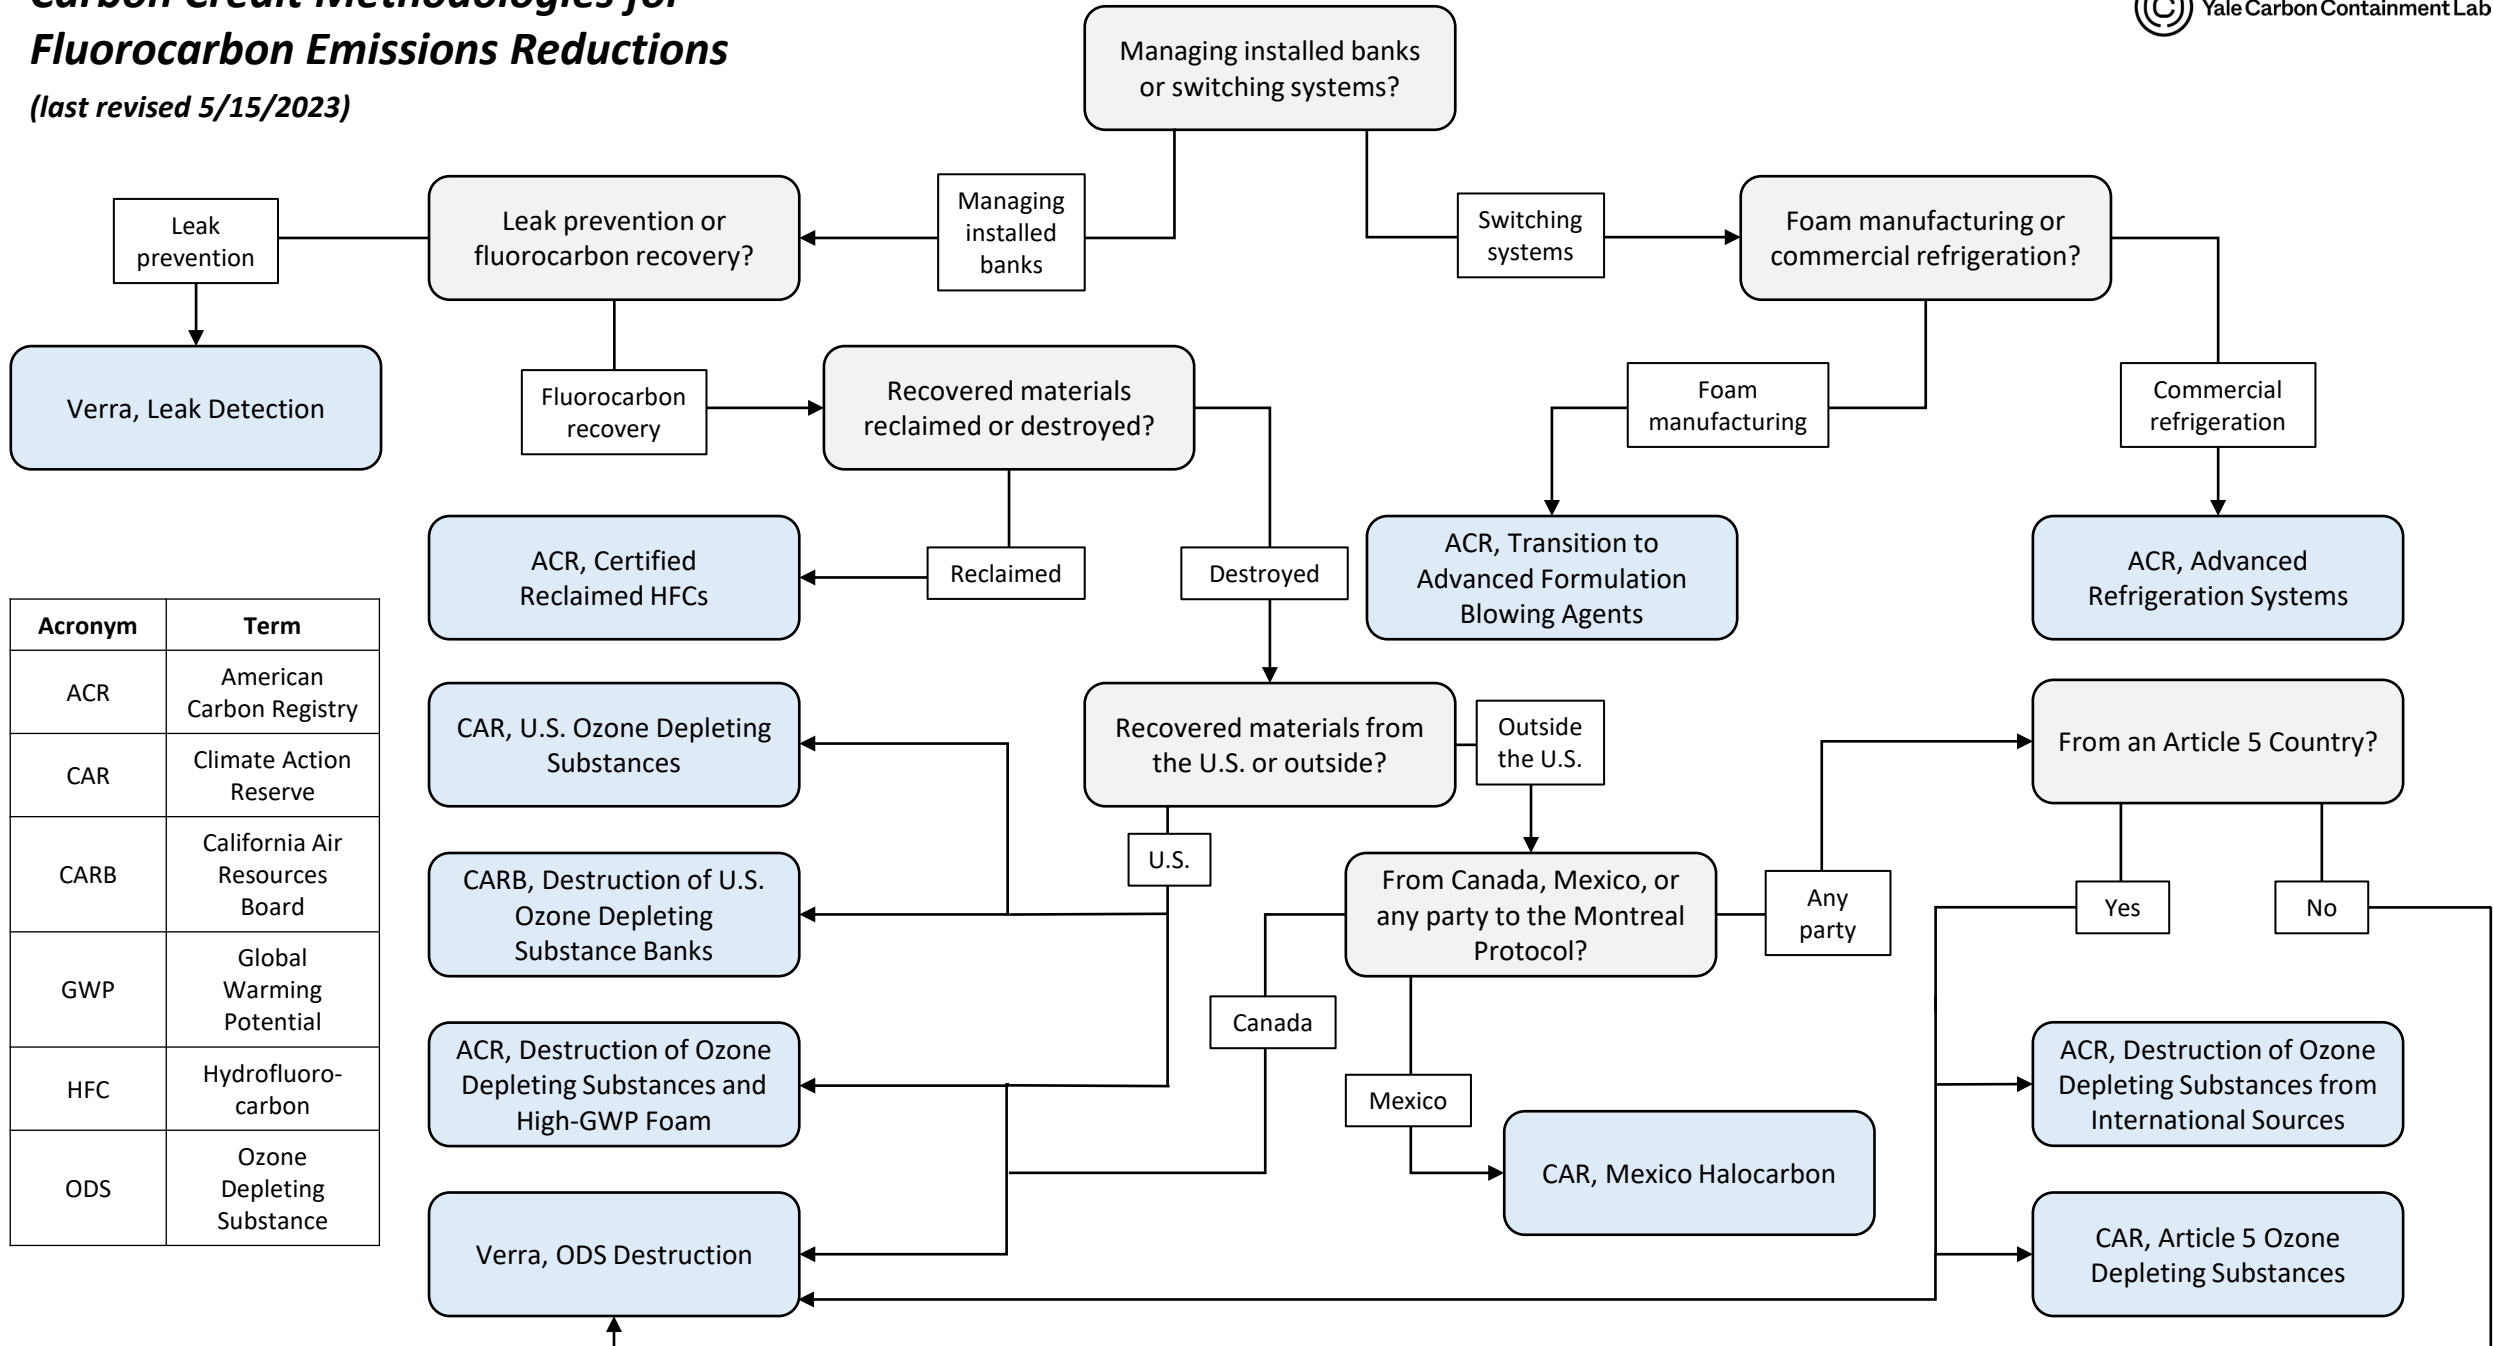 Carbon Credit Methodologies for
Fluorocarbon Emissions Reductions
(last revised 5/15/2023)
Yale Carbon Containment Lab
Managing installed banks
or switching systems?
Leak
prevention
Leak prevention or
fluorocarbon recovery?
Managing
installed
banks
Switching
systems
Foam manufacturing or
commercial refrigeration?
Verra, Leak Detection
Fluorocarbon
recovery
Recovered materials
reclaimed or destroyed?
Foam
manufacturing
Commercial
refrigeration
ACR, Certified
Reclaimed HFCs
Reclaimed
Destroyed
ACR, Transition to
Advanced Formulation
Blowing Agents
ACR, Advanced
Refrigeration Systems
Acronym
Term
ACR
American
Carbon Registry
CAR
Climate Action
Reserve
CARB
California Air
Resources
Board
GWP
Global
Warming
Potential
HFC
Hydrofluoro-
carbon
ODS
Ozone
Depleting
Substance
CAR, U.S. Ozone Depleting
Substances
Recovered materials from
the U.S. or outside?
Outside
the U.S.
From an Article 5 Country?
U.S.
CARB, Destruction of U.S.
Ozone Depleting
Substance Banks
From Canada, Mexico, or
any party to the Montreal
Protocol?
Any
party
Yes
No
Canada
ACR, Destruction of Ozone
Depleting Substances and
High-GWP Foam
Mexico
ACR, Destruction of Ozone
Depleting Substances from
International Sources
CAR, Mexico Halocarbon
Verra, ODS Destruction
CAR, Article 5 Ozone
Depleting Substances